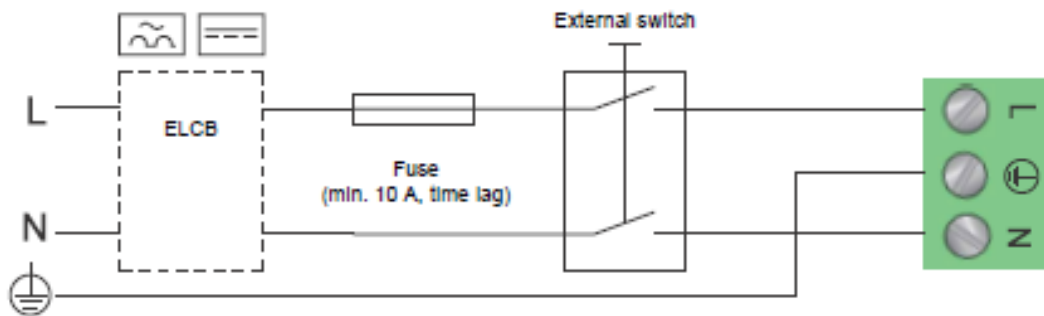 External switch
L
ELCB
Fuse
(min. 10 A, time lag)
N
L
N